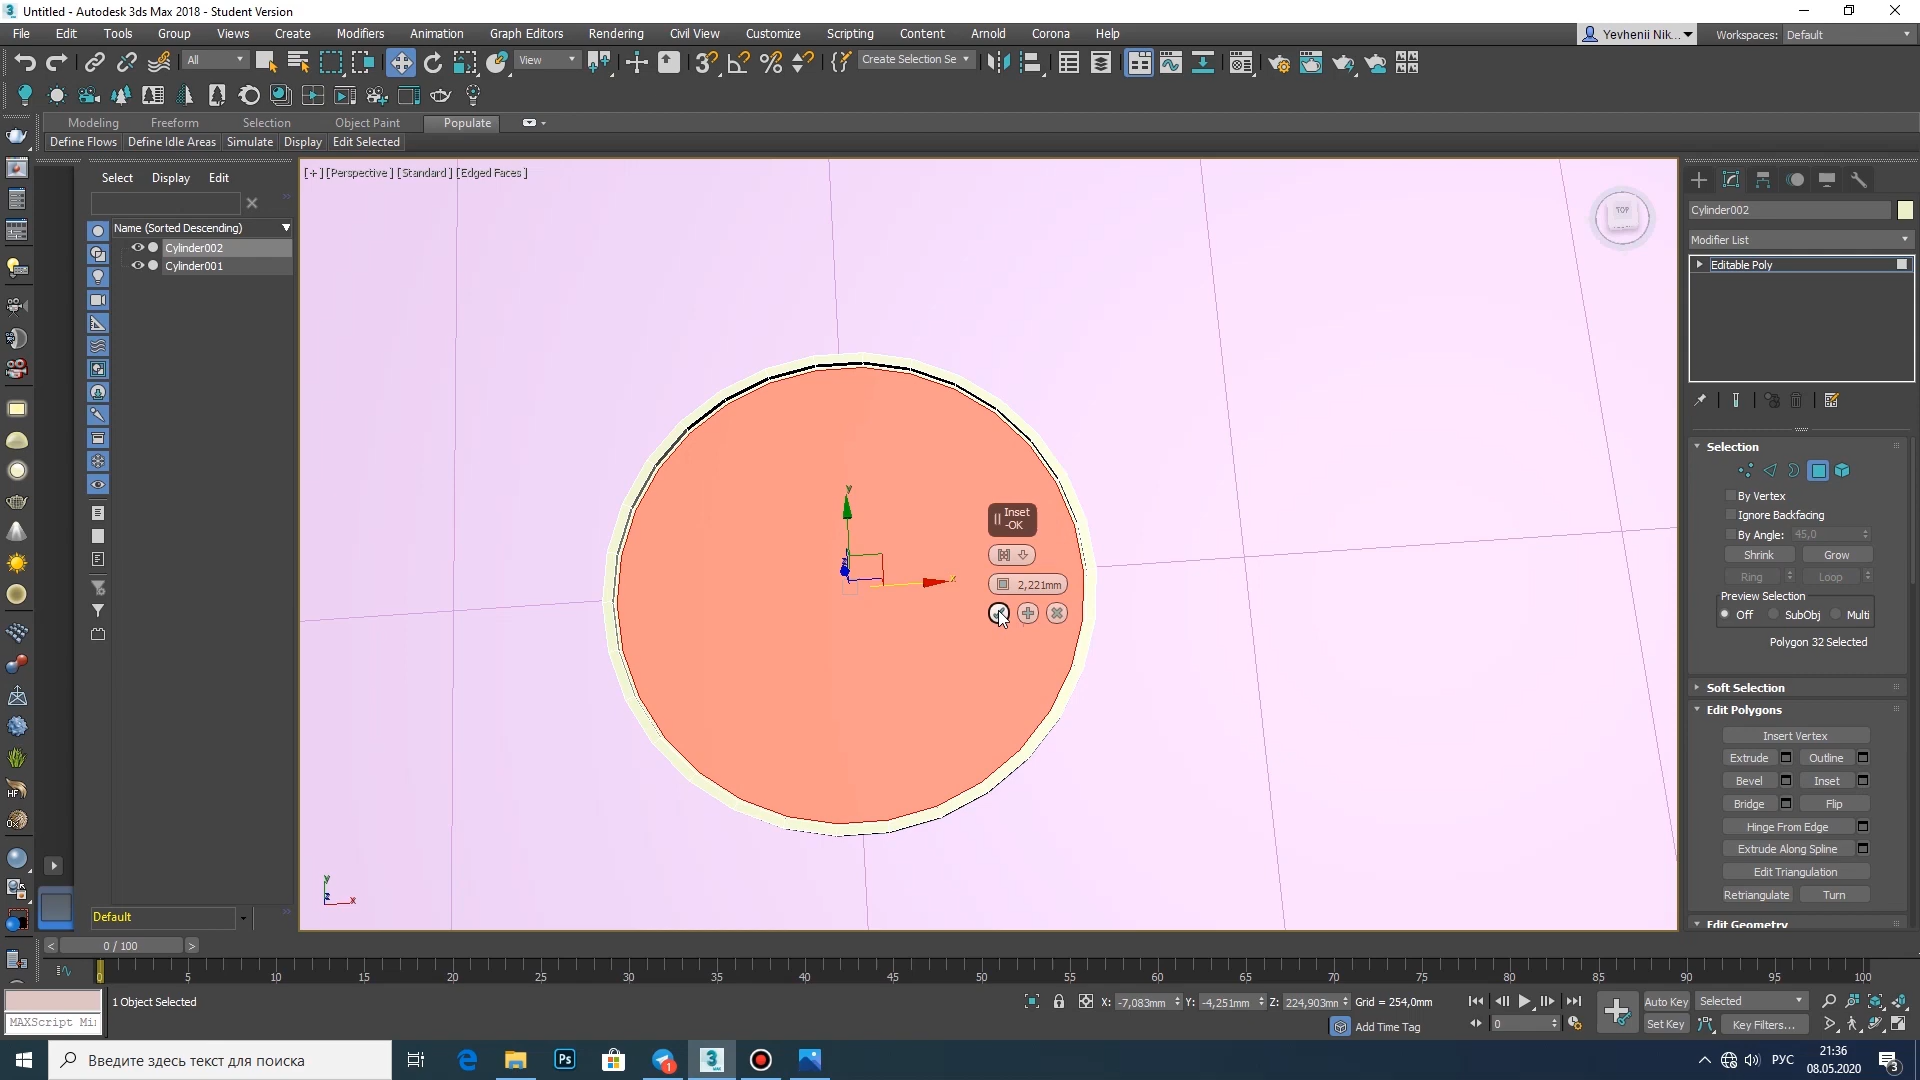 Untitled - Autodesk 3ds Max 2018 - Student Version
File Edit Tools Group Views Create Modifiers Animation Graph Editors Rendering Civil View Customize Scripting Content Arnold Corona Help
Yevhenii Nik... Workspaces: Default
All View Create Selection Se
Modeling Freeform Selection Object Paint Populate
Define Flows Define Idle Areas Simulate Display Edit Selected
Select Display Edit
Name (Sorted Descending)
Cylinder002
Cylinder001
Default
[+] [Perspective] [Standard] [Edged Faces]
TOP
Inset
-OK
2,221mm
y
x
y
z
x
Cylinder002
Modifier List
Editable Poly
Selection
By Vertex
Ignore Backfacing
By Angle: 45,0
Shrink Grow
Ring Loop
Preview Selection
Off SubObj Multi
Polygon 32 Selected
Soft Selection
Edit Polygons
Insert Vertex
Extrude Outline
Bevel Inset
Bridge Flip
Hinge From Edge
Extrude Along Spline
Edit Triangulation
Retriangulate Turn
Edit Geometry
0 / 100
0 5 10 15 20 25 30 35 40 45 50 55 60 65 70 75 80 85 90 95 100
1 Object Selected
X: -7,083mm Y: -4,251mm Z: 224,903mm Grid = 254,0mm
Auto Key Selected
MAXScript Mi
Add Time Tag
0
Set Key Key Filters...
Введите здесь текст для поиска
Ps
1
3
РУС
21:36
08.05.2020
3